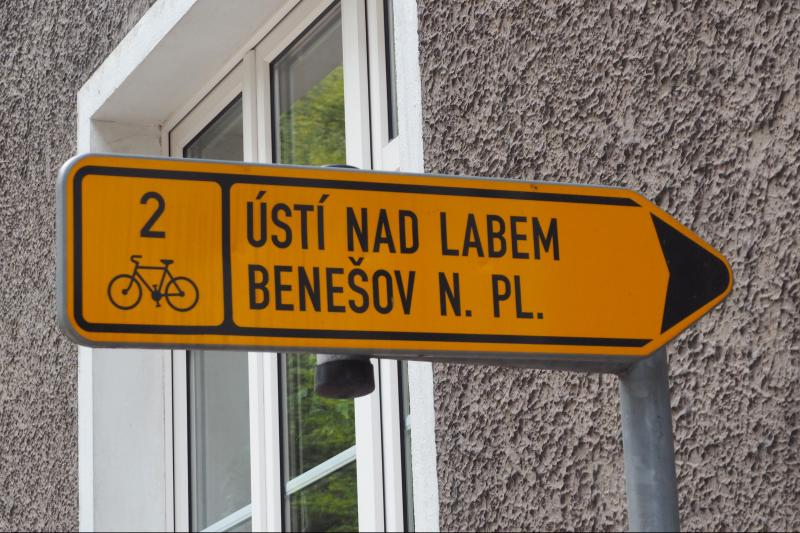 2
ÚSTÍ NAD LABEM
BENEŠOV N. PL.